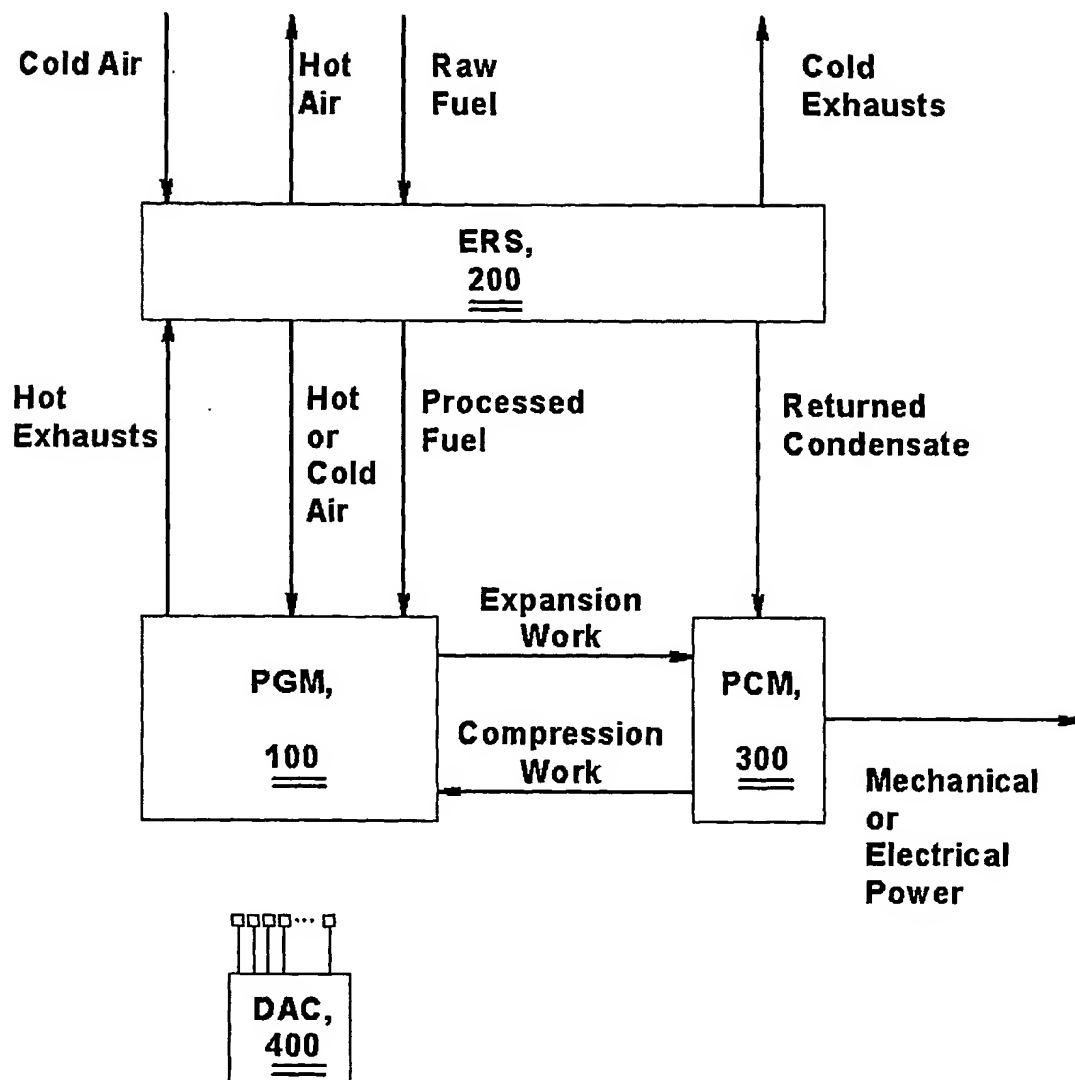 Cold Air
Hot
Air
Raw
Fuel
Cold
Exhausts
ERS,
200
Hot
Exhausts
Hot
or
Cold
Air
Processed
Fuel
Returned
Condensate
Expansion
Work
PGM,
100
Compression
Work
PCM,
300
Mechanical
or
Electrical
Power
DAC,
400